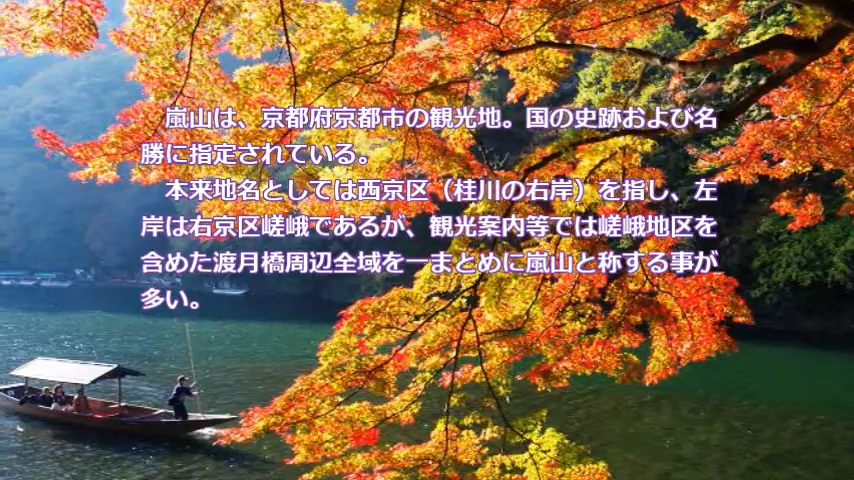 嵐山は、京都府京都市の観光地。国の史跡および名
勝に指定されている。
　本来地名としては西京区（桂川の右岸）を指し、左
岸は右京区嵯峨であるが、観光案内等では嵯峨地区を
含めた渡月橋周辺全域を一まとめに嵐山と称する事が
多い。